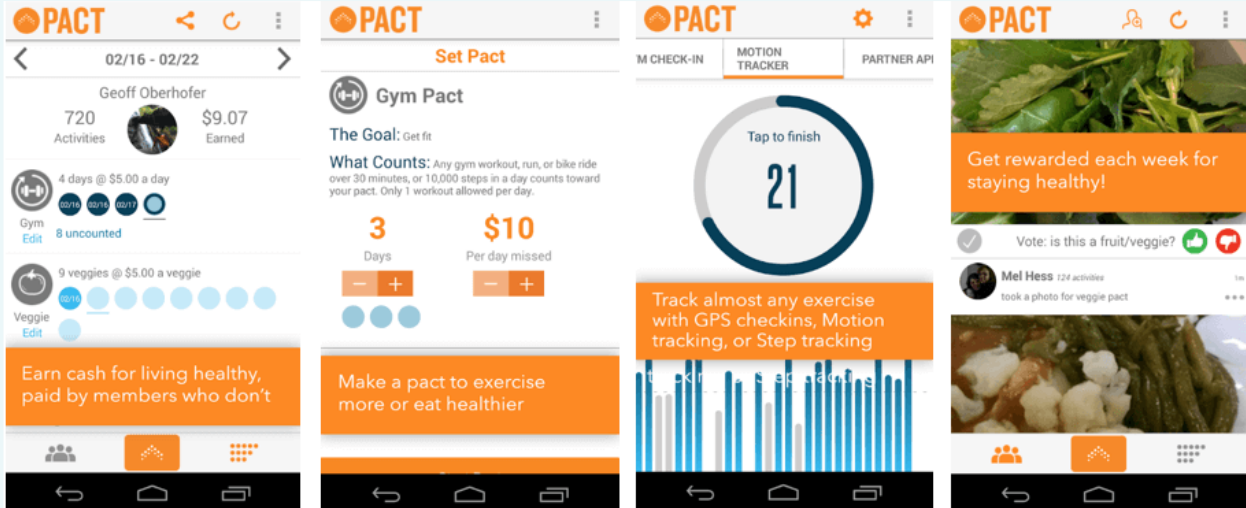 PACT
02/16 - 02/22
Geoff Oberhofer
720
Activities
$9.07
Earned
4 days @ $5.00 a day
02/16 02/16 02/17
Gym
Edit
8 uncounted
9 veggies @ $5.00 a veggie
02/16
Veggie
Edit
Earn cash for living healthy,
paid by members who don't
PACT
Set Pact
Gym Pact
The Goal: Get fit
What Counts: Any gym workout, run, or bike ride
over 30 minutes, or 10,000 steps in a day counts toward
your pact. Only 1 workout allowed per day.
3
Days
$10
Per day missed
− +
− +
Make a pact to exercise
more or eat healthier
PACT
M CHECK-IN
MOTION
TRACKER
PARTNER AP
Tap to finish
21
Track almost any exercise
with GPS checkins, Motion
tracking, or Step tracking
PACT
Get rewarded each week for
staying healthy!
Vote: is this a fruit/veggie?
Mel Hess 124 activities
1m
took a photo for veggie pact